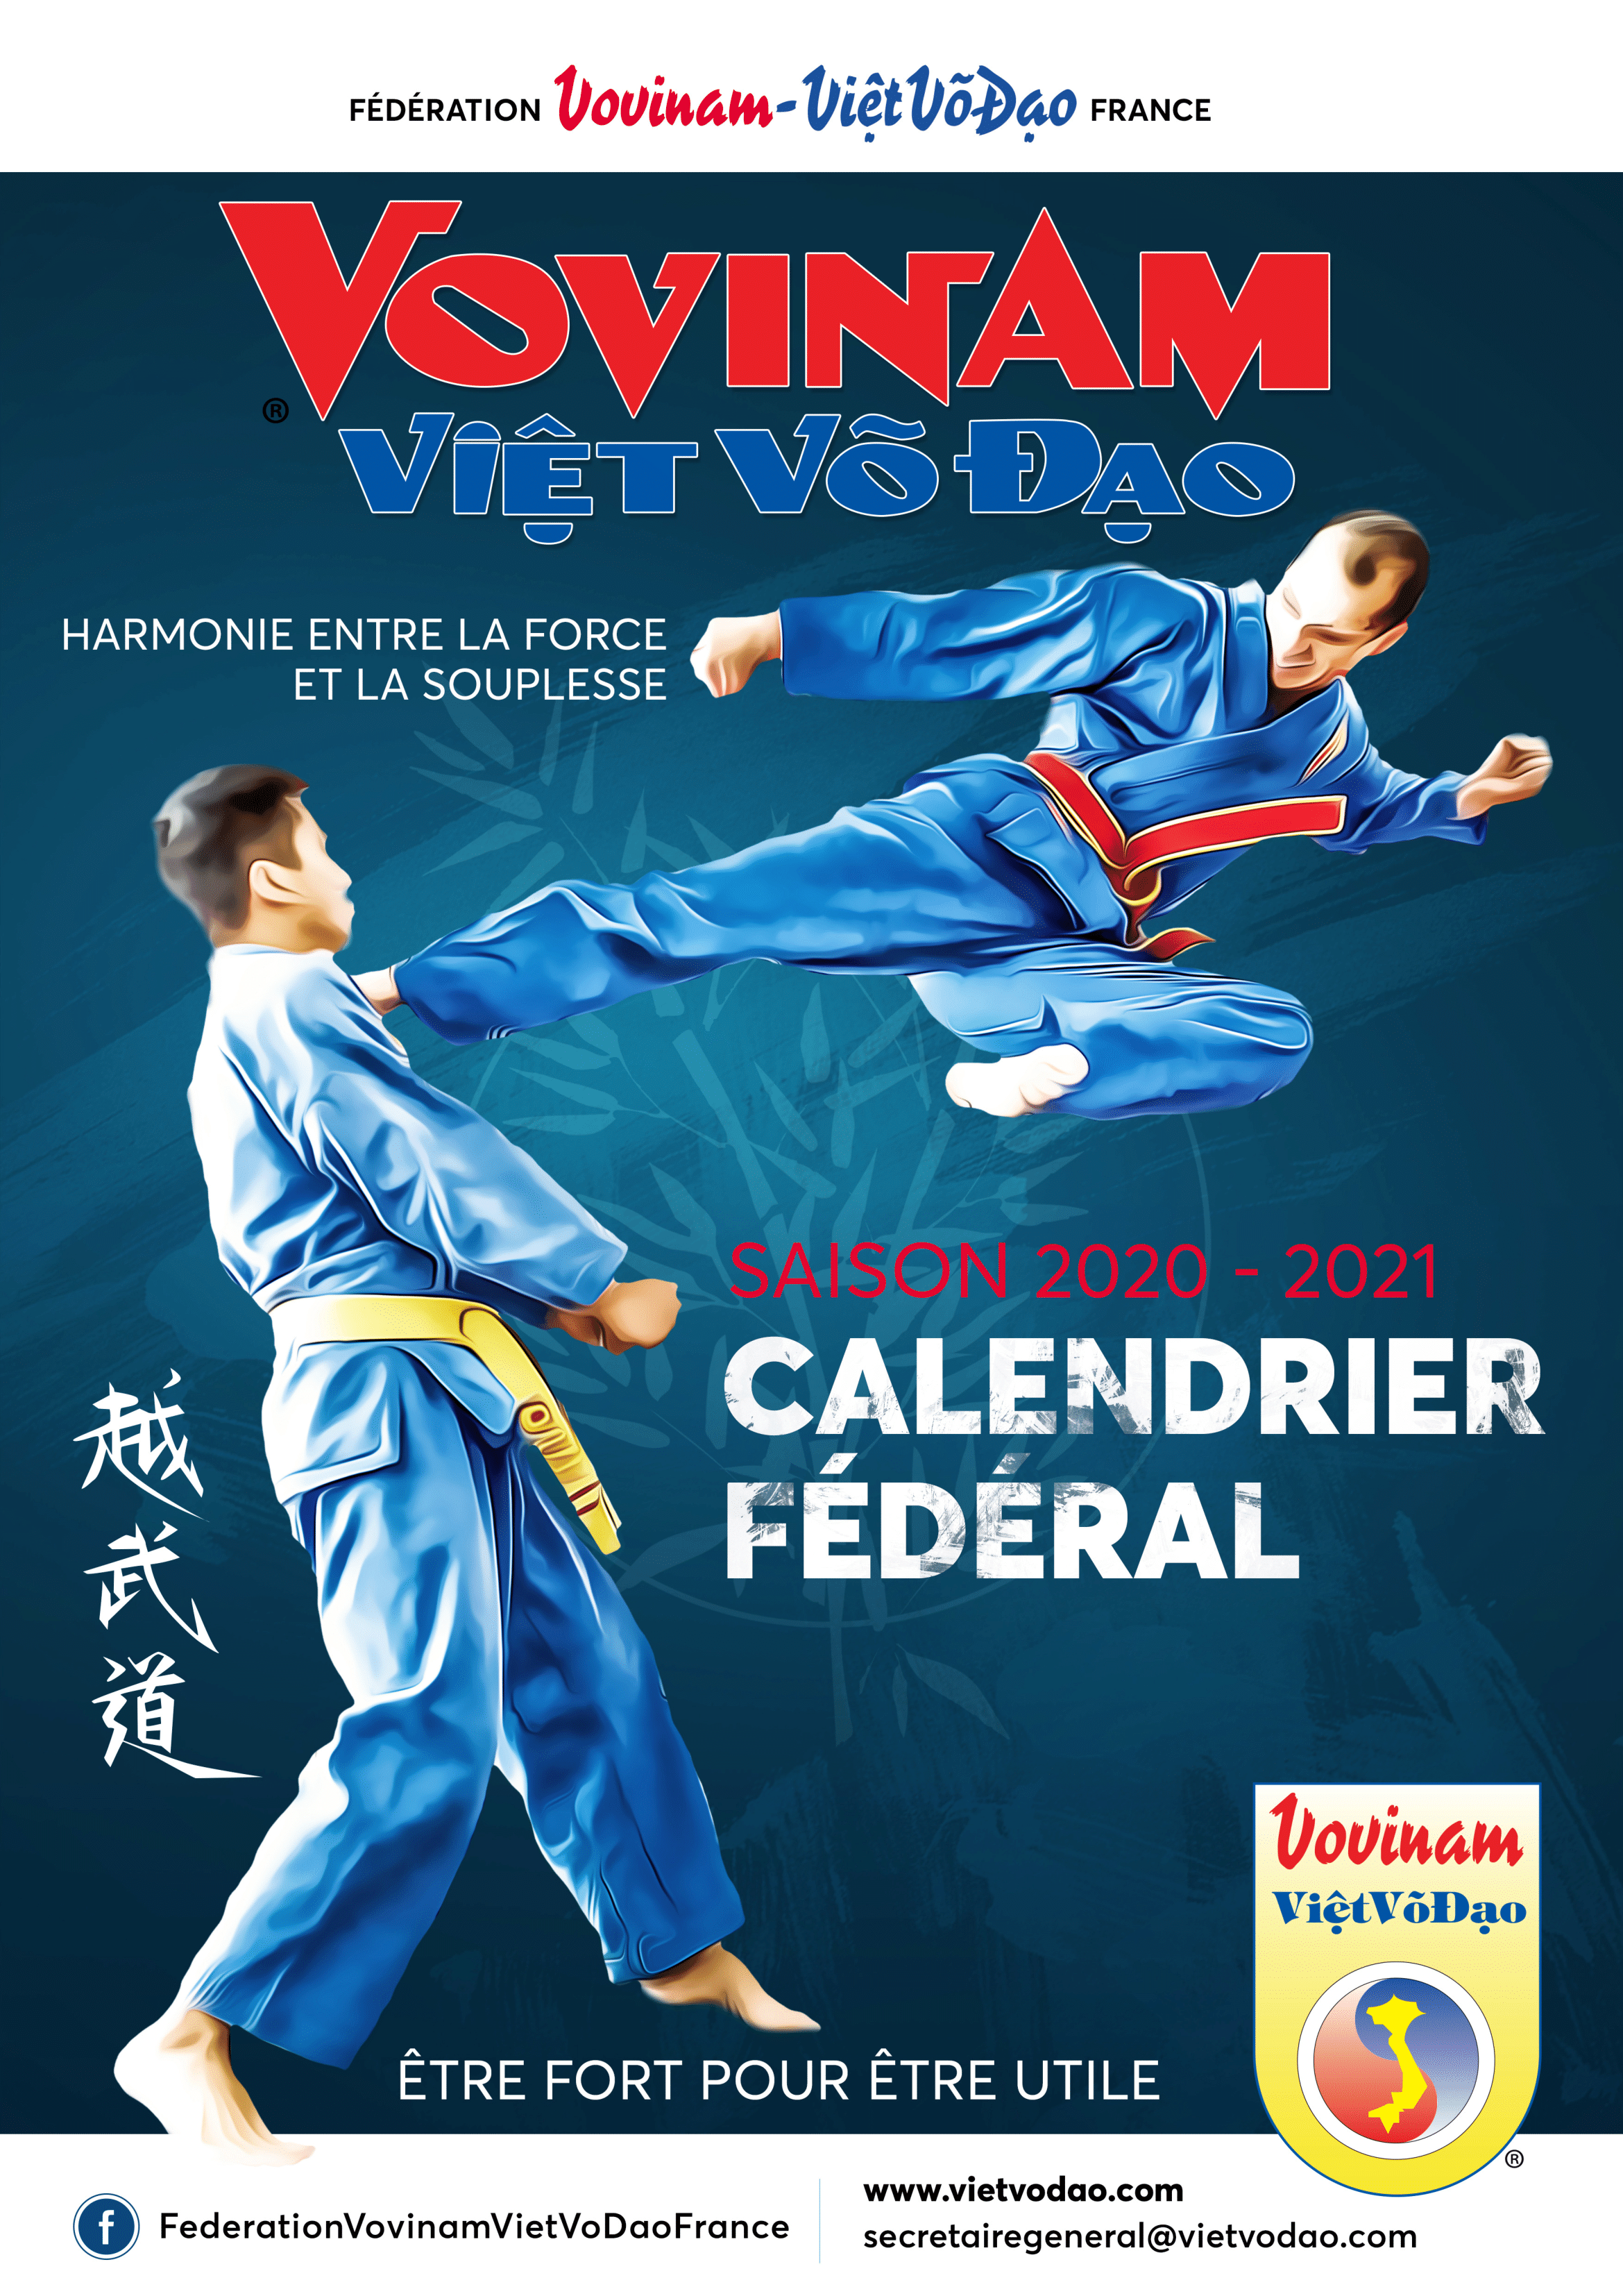 FÉDÉRATION Vovinam-Việt Võ Đạo FRANCE
VOVINAM
®
VIỆT VÕ ĐẠO
HARMONIE ENTRE LA FORCE
ET LA SOUPLESSE
SAISON 2020 - 2021
CALENDRIER
FÉDÉRAL
越
武
道
Vovinam
ViệtVõĐạo
®
ÊTRE FORT POUR ÊTRE UTILE
f FederationVovinamVietVoDaoFrance
www.vietvodao.com
secretairegeneral@vietvodao.com